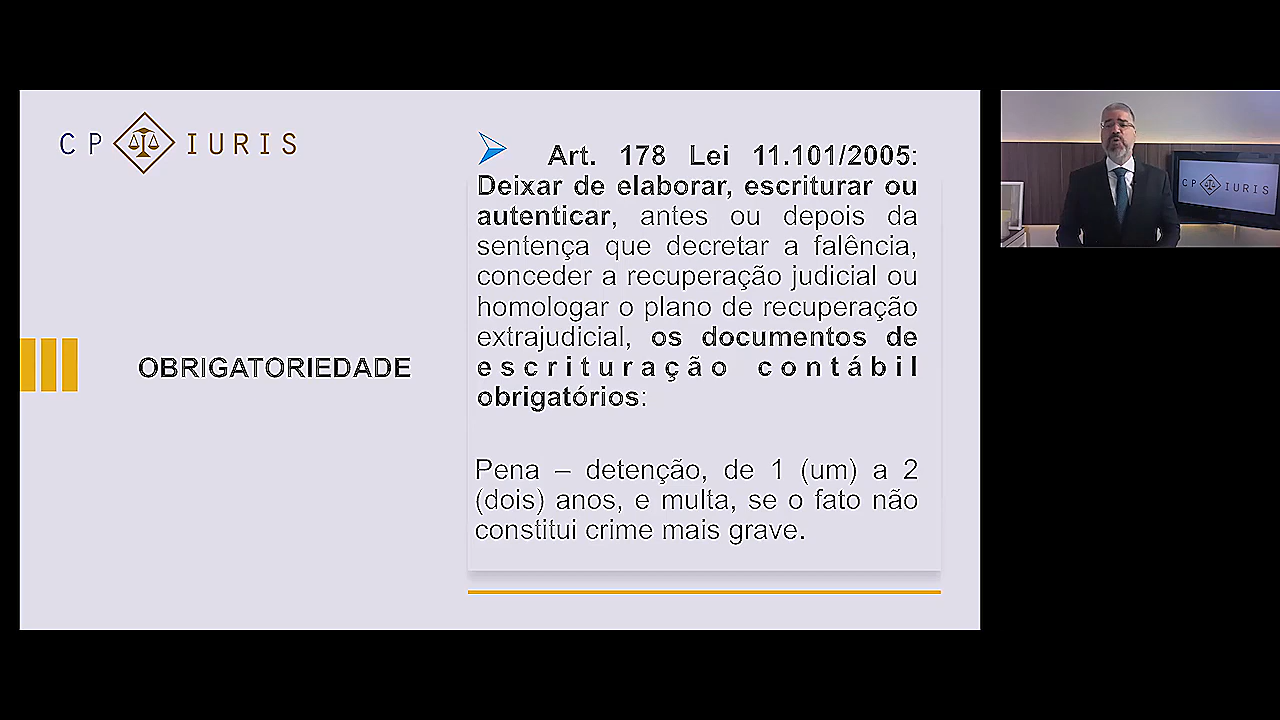 CP IURIS
Art. 178 Lei 11.101/2005:
Deixar de elaborar, escriturar ou
autenticar, antes ou depois da
sentença que decretar a falência,
conceder a recuperação judicial ou
homologar o plano de recuperação
extrajudicial, os documentos de
escrituração contábil
obrigatórios:
OBRIGATORIEDADE
Pena – detenção, de 1 (um) a 2
(dois) anos, e multa, se o fato não
constitui crime mais grave.
CP IURIS